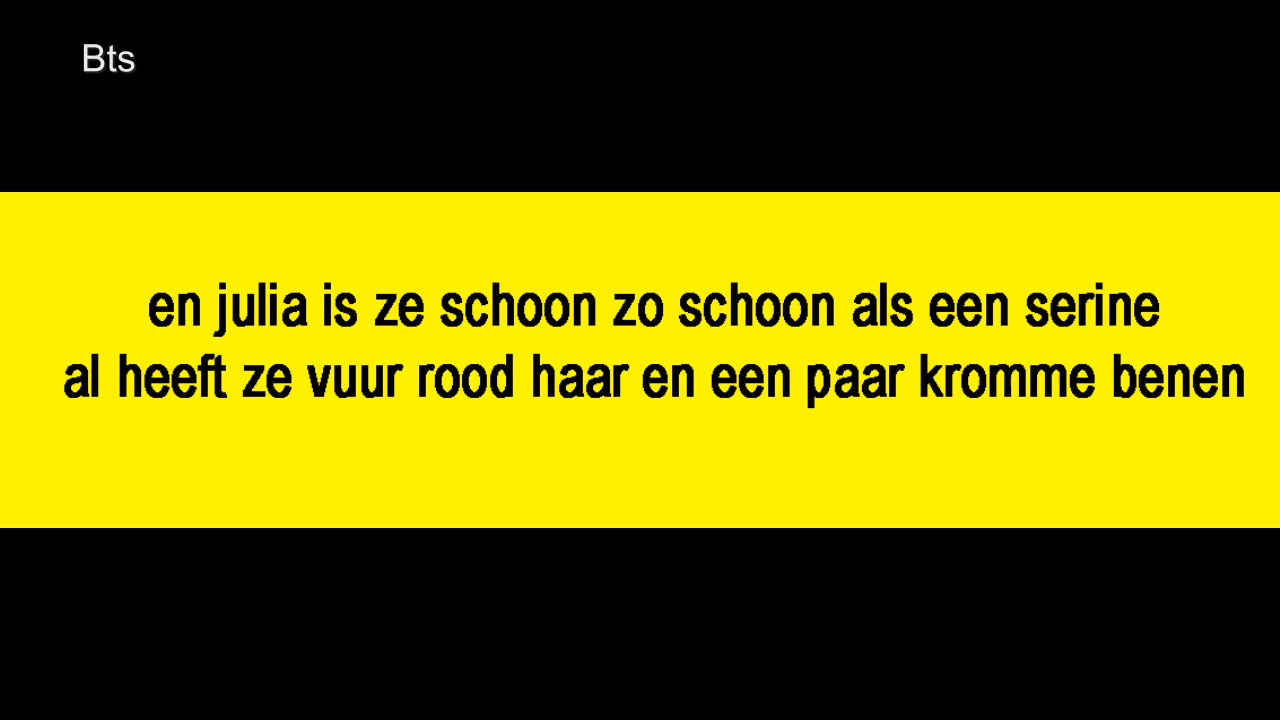 Bts
en julia is ze schoon zo schoon als een serine
al heeft ze vuur rood haar en een paar kromme benen